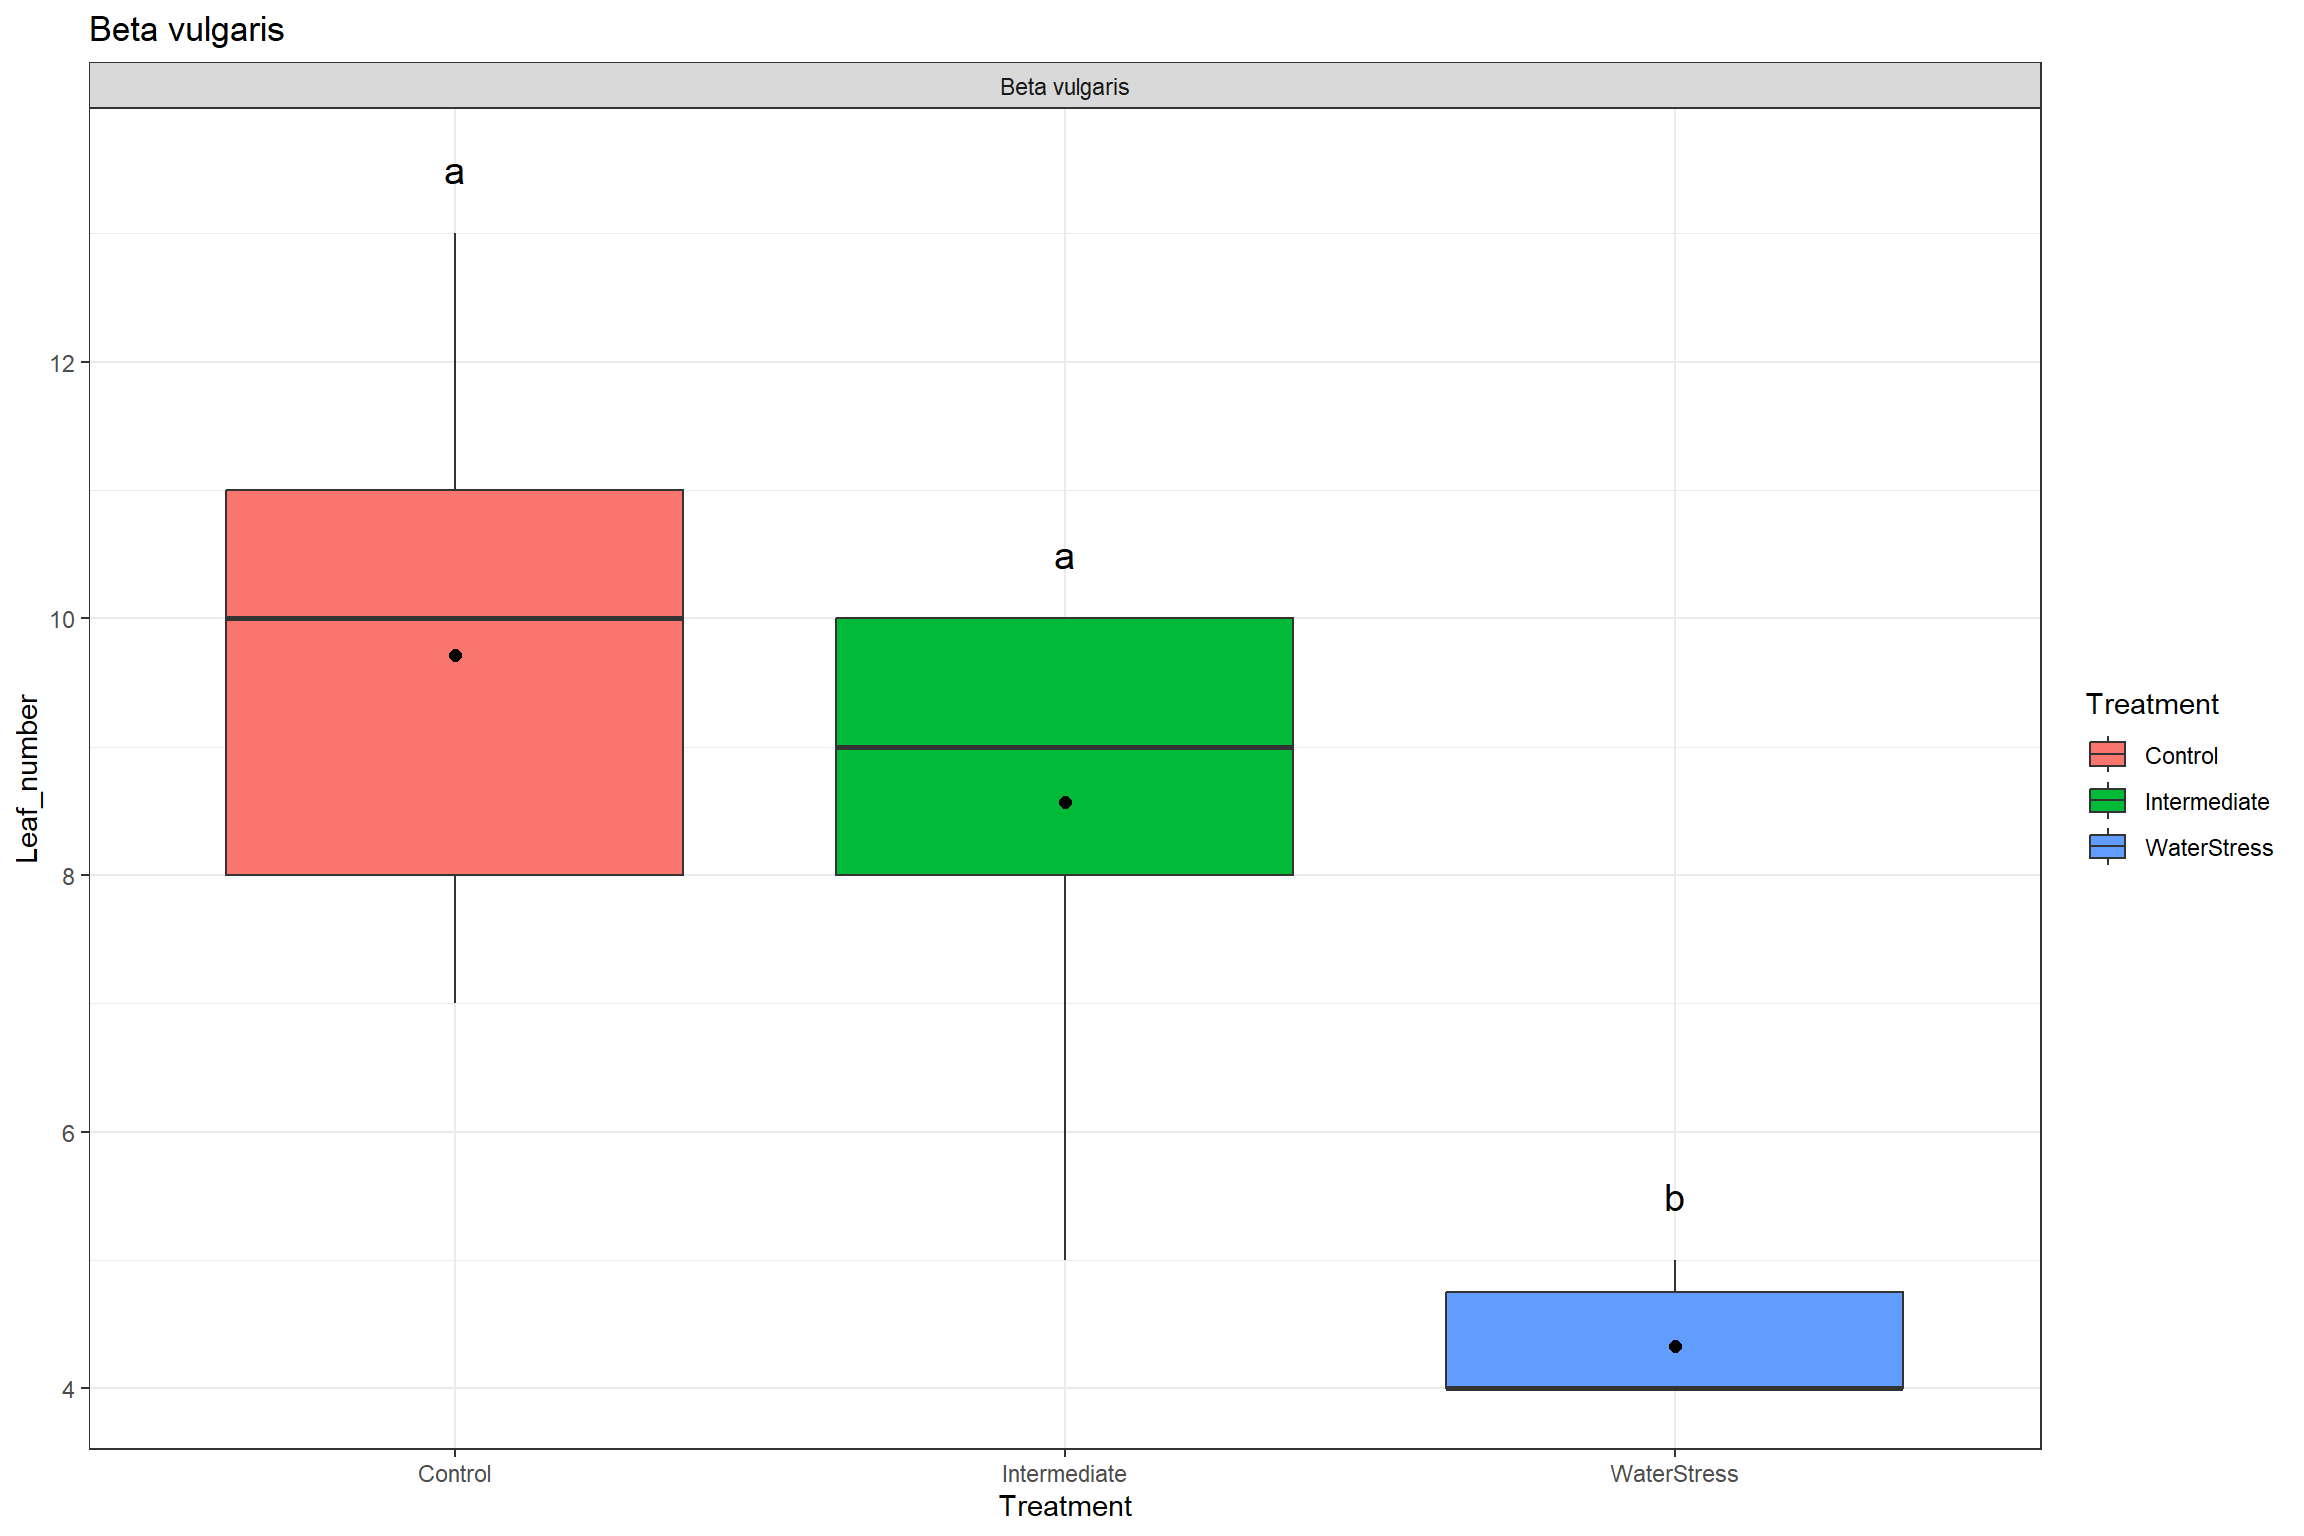 Beta vulgaris
Beta vulgaris
a
a
b
12
10
8
6
4
Leaf_number
Control
Intermediate
WaterStress
Treatment
Treatment
Control
Intermediate
WaterStress